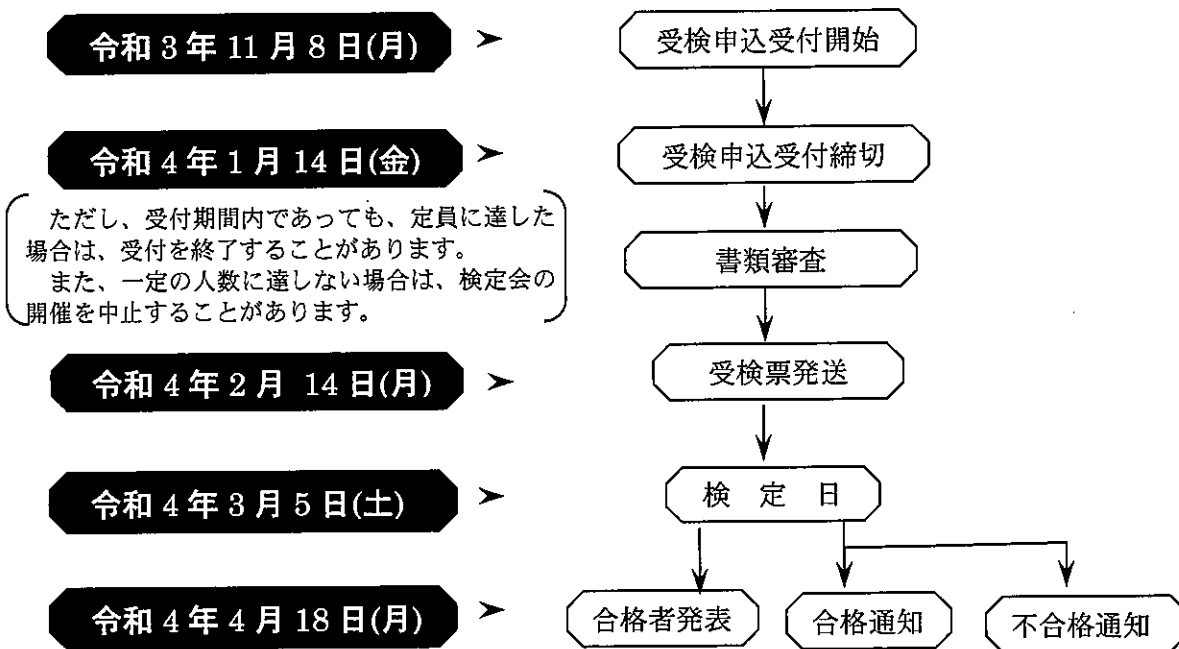 令和 3 年 11 月 8 日(月)
受検申込受付開始
令和 4 年 1 月 14 日(金)
受検申込受付締切
ただし、受付期間内であっても、定員に達した
場合は、受付を終了することがあります。
また、一定の人数に達しない場合は、検定会の
開催を中止することがあります。
書類審査
令和 4 年 2 月 14 日(月)
受検票発送
令和 4 年 3 月 5 日(土)
検 定 日
令和 4 年 4 月 18 日(月)
合格者発表
合格通知
不合格通知